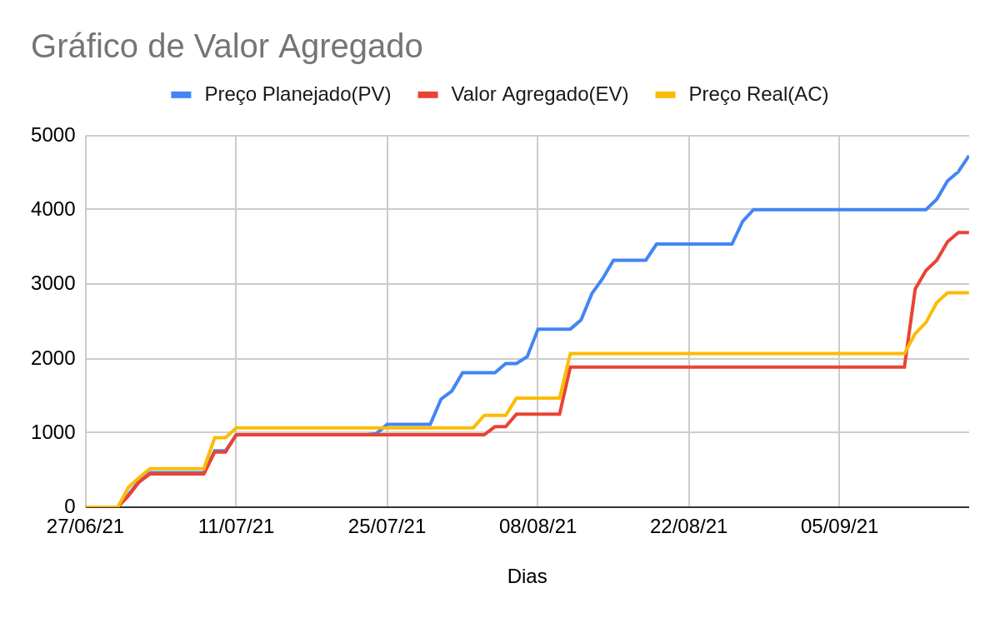 Gráfico de Valor Agregado
Preço Planejado(PV) Valor Agregado(EV) Preço Real(AC)
5000
4000
3000
2000
1000
0
27/06/21 11/07/21 25/07/21 08/08/21 22/08/21 05/09/21
Dias